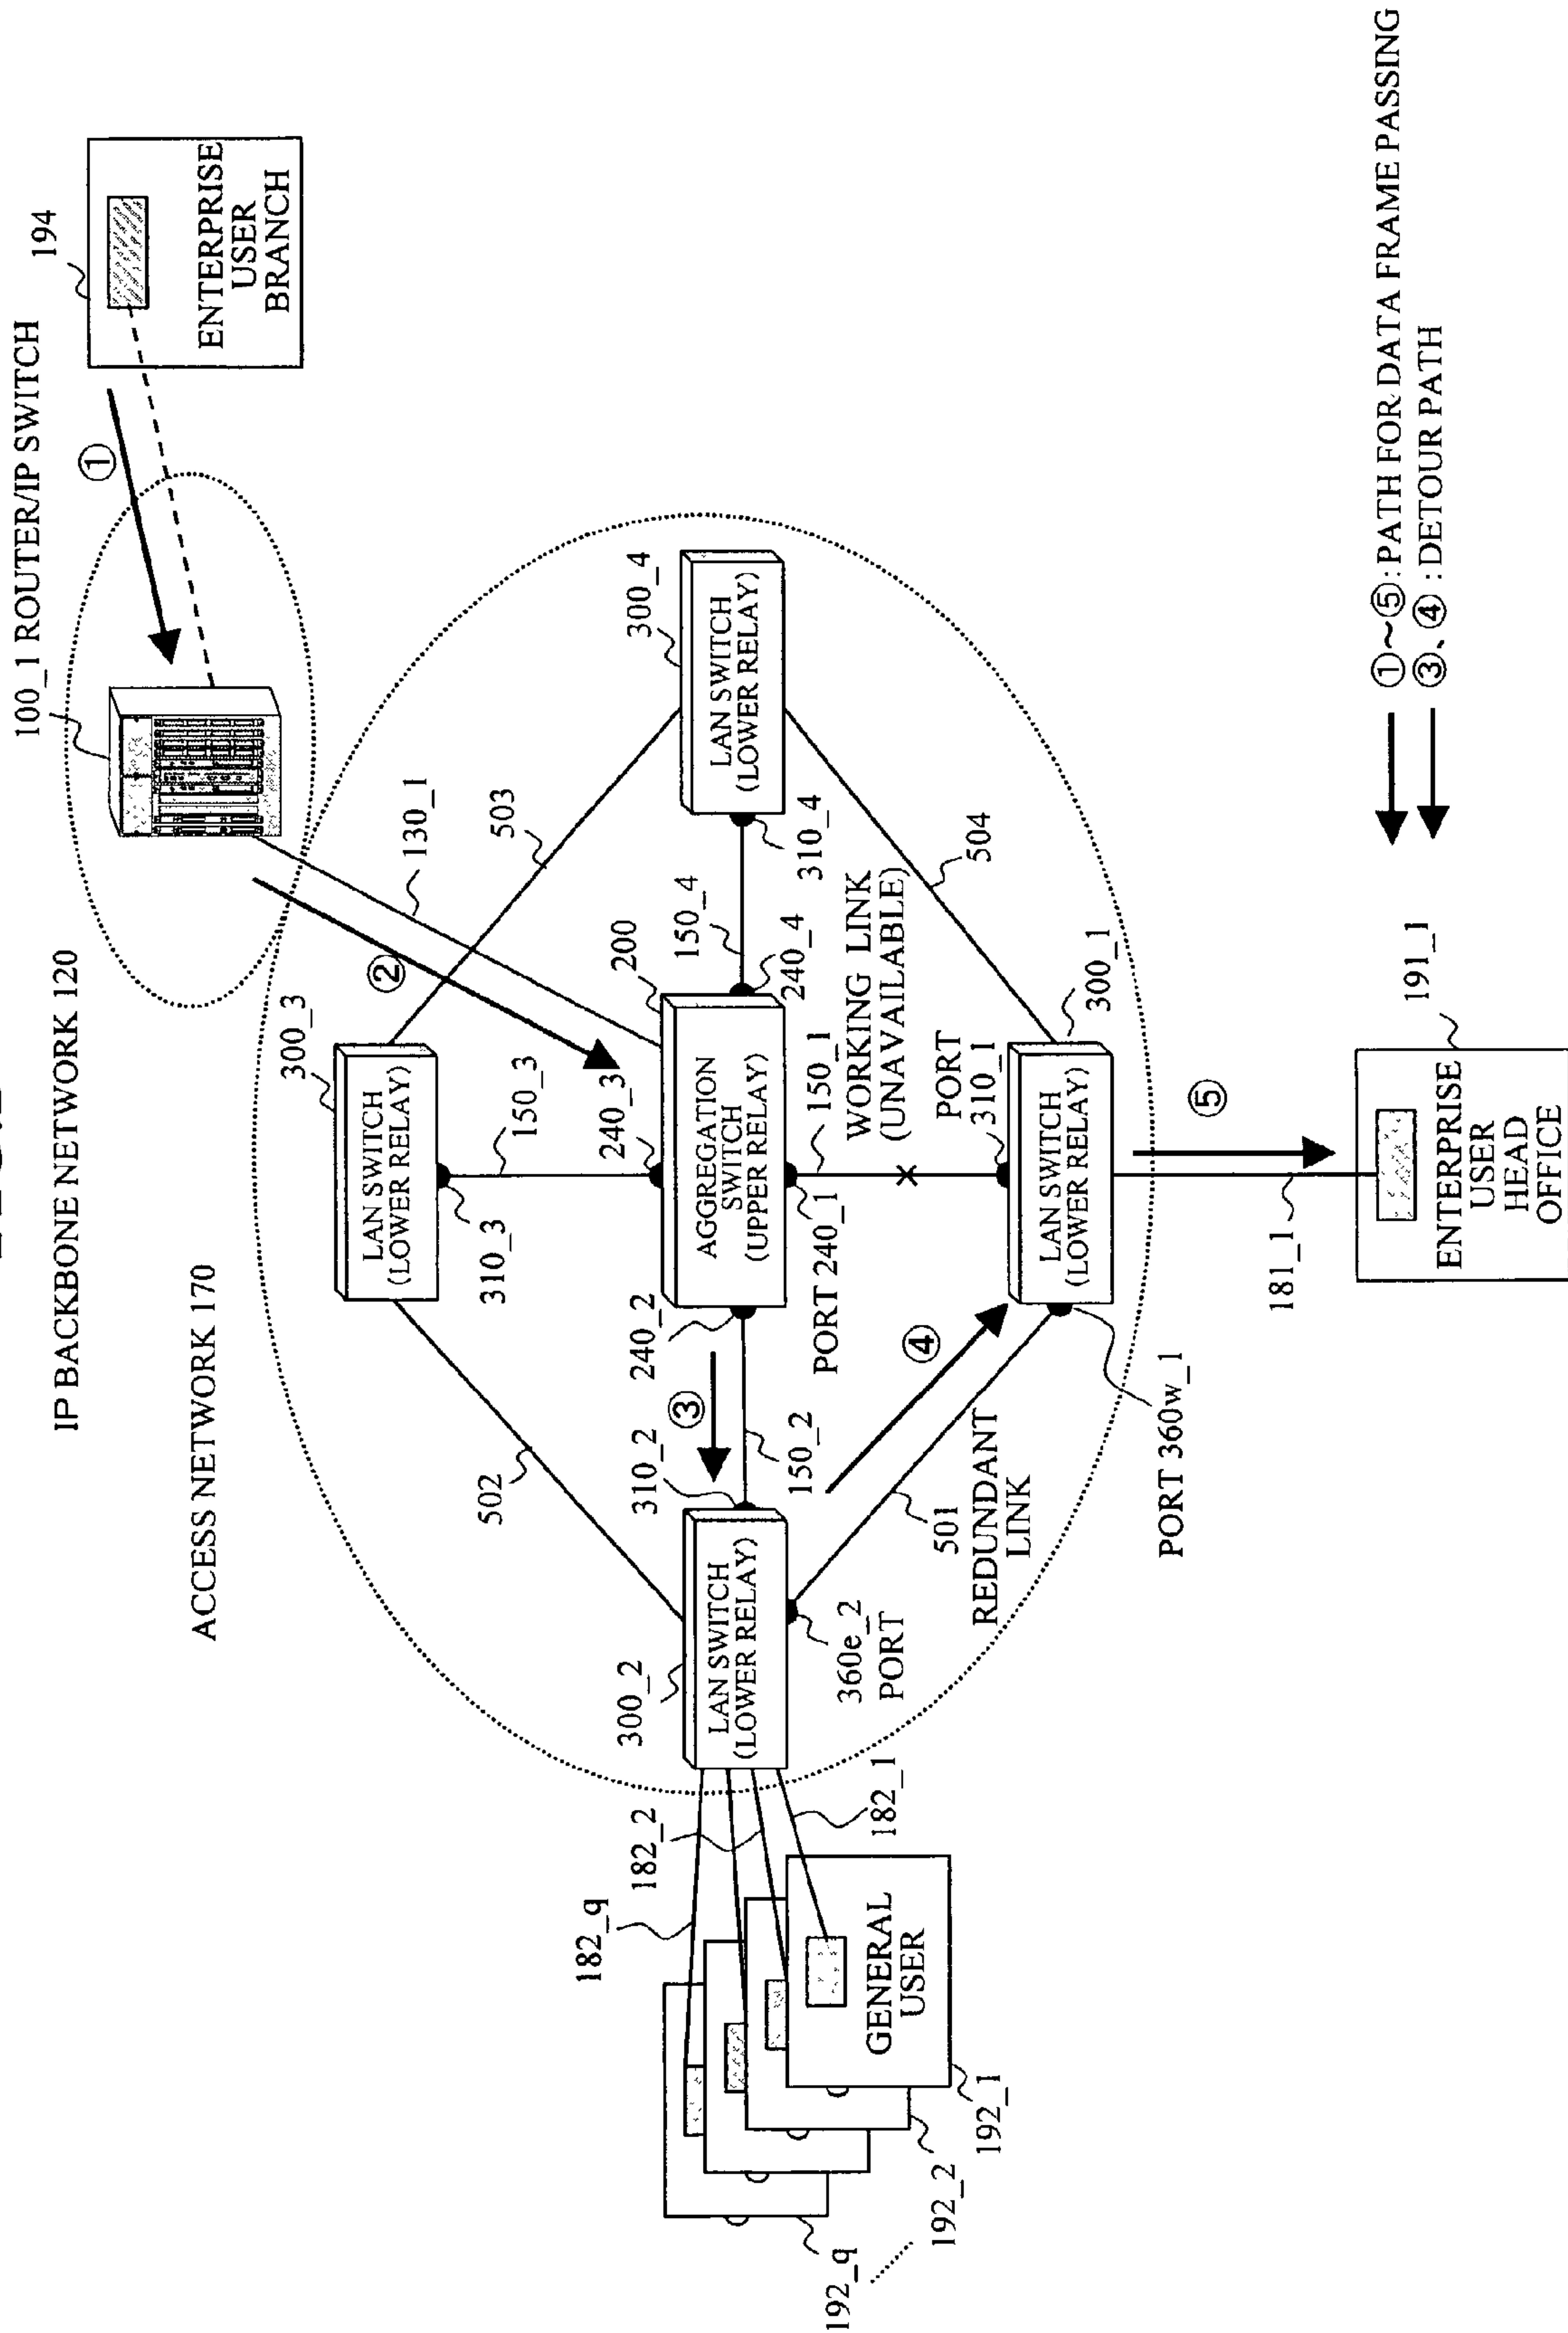 IP BACKBONE NETWORK 120
100_1 ROUTER/IP SWITCH
100
①
194
ENTERPRISE
USER
BRANCH
ACCESS NETWORK 170
300_3
LAN SWITCH
(LOWER RELAY)
310_3
150_3
240_3
②
130_1
503
502
300_4
LAN SWITCH
(LOWER RELAY)
310_4
150_4
240_4
200
AGGREGATION
SWITCH
(UPPER RELAY)
240_2
③
310_2
150_2
PORT 240_1
150_1
WORKING LINK
(UNAVAILABLE)
PORT
310_1
504
300_2
LAN SWITCH
(LOWER RELAY)
360e_2
PORT
④
501
REDUNDANT
LINK
300_1
LAN SWITCH
(LOWER RELAY)
PORT 360w_1
⑤
181_1
191_1
ENTERPRISE
USER
HEAD
OFFICE
182_q
182_2
182_1
GENERAL
USER
192_1
192_2
192_q
①~⑤: PATH FOR DATA FRAME PASSING
③、④: DETOUR PATH